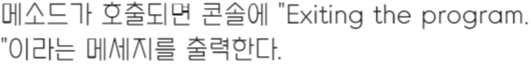 메소드가 호출되면 콘솔에 "Exiting the program.
"이라는 메세지를 출력한다.